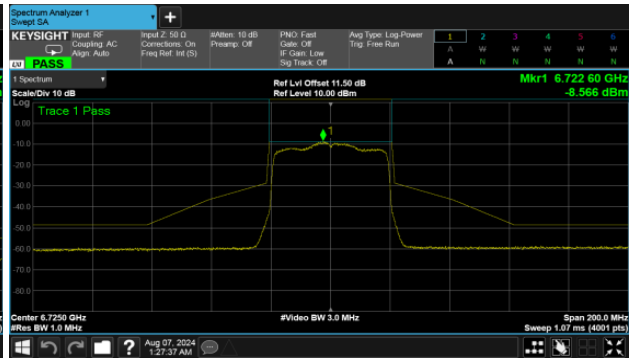 Spectrum Analyzer 1
Swept SA
+
KEYSIGHT Input: RF
Coupling: AC
Align: Auto
Input Z: 50 Ω
Corrections: On
Freq Ref: Int (S)
#Atten: 10 dB
Preamp: Off
PNO: Fast
Gate: Off
IF Gain: Low
Sig Track: Off
Avg Type: Log-Power
Trig: Free Run
1 2 3 4 5 6
A W W W W W
A N N N N N
LXI PASS
1 Spectrum
Scale/Div 10 dB
Ref Lvl Offset 11.50 dB
Ref Level 10.00 dBm
Mkr1 6.722 60 GHz
-8.566 dBm
Log
Trace 1 Pass
0.00
1
-10.0
-20.0
-30.0
-40.0
-50.0
-60.0
-70.0
-80.0
Center 6.7250 GHz
#Res BW 1.0 MHz
#Video BW 3.0 MHz
Span 200.0 MHz
Sweep 1.07 ms (4001 pts)
?
Aug 07, 2024
1:27:37 AM